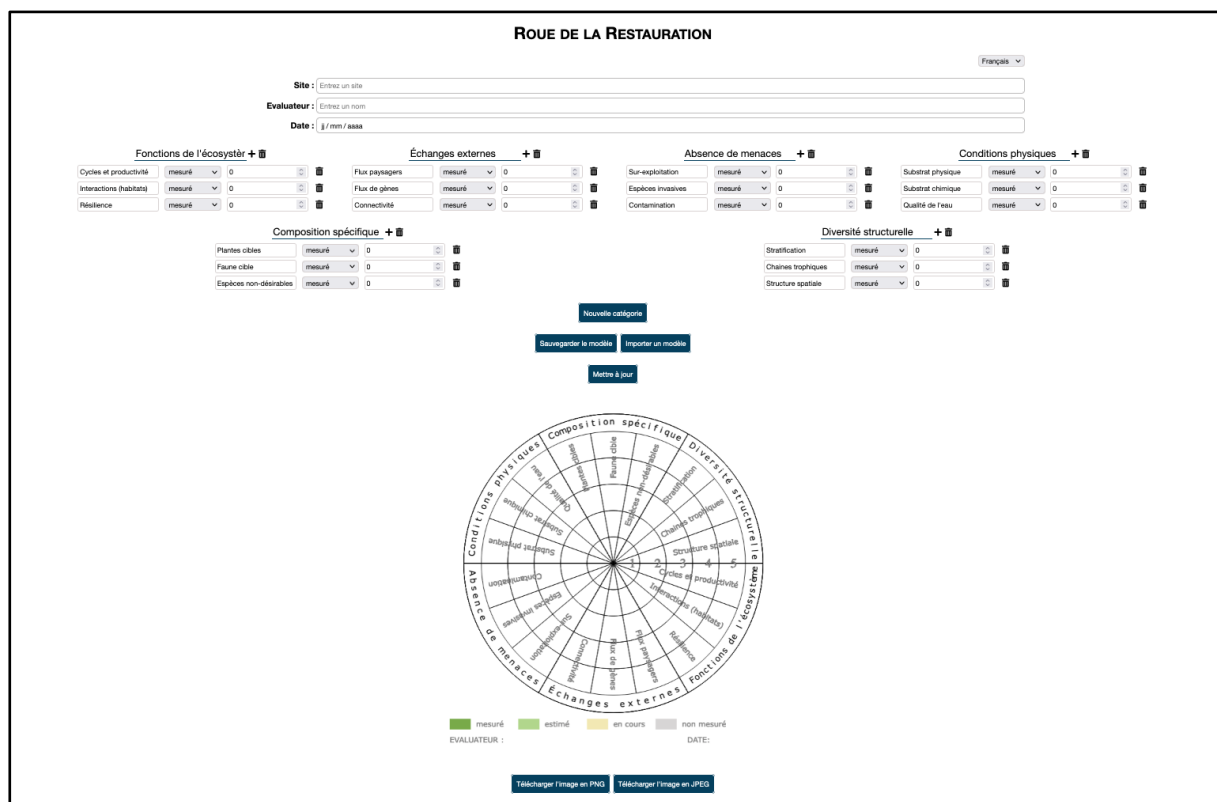 ROUE DE LA RESTAURATION
Français
Site : Entrez un site
Evaluateur : Entrez un nom
Date : jj / mm / aaaa
Fonctions de l'écosystèr Échanges externes Absence de menaces Conditions physiques
Cycles et productivité mesuré 0 Flux paysagers mesuré 0 Sur-exploitation mesuré 0 Substrat physique mesuré 0
Interactions (habitats) mesuré 0 Flux de gènes mesuré 0 Espèces invasives mesuré 0 Substrat chimique mesuré 0
Résilience mesuré 0 Connectivité mesuré 0 Contamination mesuré 0 Qualité de l'eau mesuré 0
Composition spécifique Diversité structurelle
Plantes cibles mesuré 0 Stratification mesuré 0
Faune cible mesuré 0 Chaines trophiques mesuré 0
Espèces non-désirables mesuré 0 Structure spatiale mesuré 0
Nouvelle catégorie
Sauvegarder le modèle Importer un modèle
Mettre à jour
Composition spécifique
Plantes cibles
Faune cible
Espèces non-désirables
Diversité structurelle
Stratification
Chaines trophiques
Structure spatiale
1 2 3 4 5
Fonctions de l'écosystème
Cycles et productivité
Interactions (habitats)
Résilience
Échanges externes
Flux paysagers
Flux de gènes
Connectivité
Absence de menaces
Sur-exploitation
Espèces invasives
Contamination
Conditions physiques
Substrat physique
Substrat chimique
Qualité de l'eau
mesuré estimé en cours non mesuré
EVALUATEUR : DATE:
Télécharger l'image en PNG Télécharger l'image en JPEG